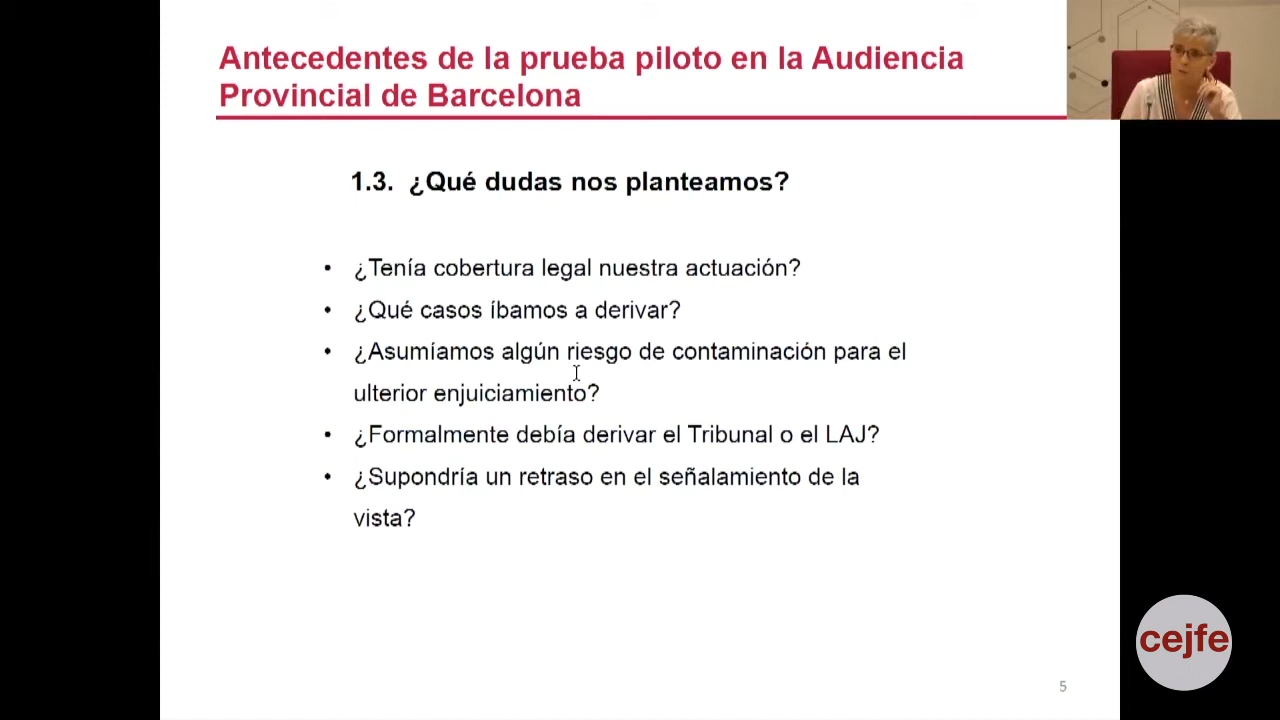 Antecedentes de la prueba piloto en la Audiencia
Provincial de Barcelona
1.3. ¿Qué dudas nos planteamos?
• ¿Tenía cobertura legal nuestra actuación?
• ¿Qué casos íbamos a derivar?
• ¿Asumíamos algún riesgo de contaminación para el
ulterior enjuiciamiento?
• ¿Formalmente debía derivar el Tribunal o el LAJ?
• ¿Supondría un retraso en el señalamiento de la
vista?
cejfe
5